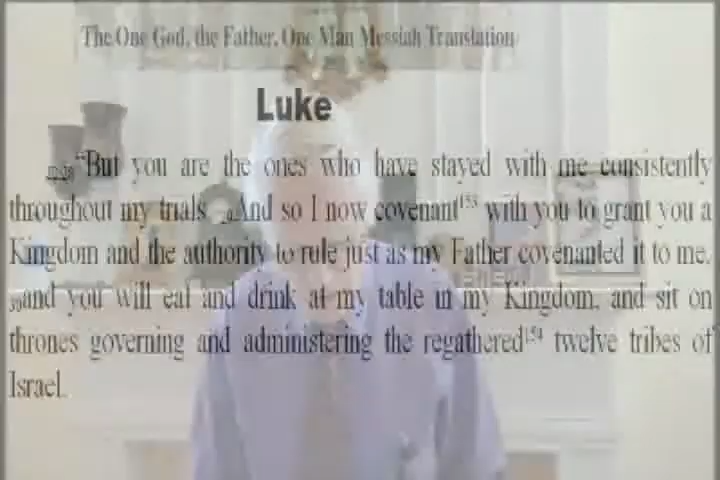 The One God, the Father, One Man Messiah Translation
Luke
“But you are the ones who have stayed with me consistently
throughout my trials. And so I now covenant¹⁵³ with you to grant you a
Kingdom and the authority to rule just as my Father covenanted it to me,
₃₀and you will eat and drink at my table in my Kingdom, and sit on
thrones governing and administering the regathered¹⁵⁴ twelve tribes of
Israel.